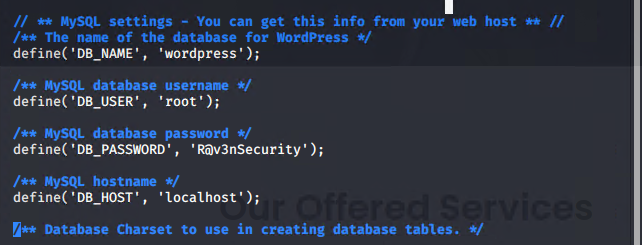 // ** MySQL settings - You can get this info from your web host ** //
/** The name of the database for WordPress */
define('DB_NAME', 'wordpress');
/** MySQL database username */
define('DB_USER', 'root');
/** MySQL database password */
define('DB_PASSWORD', 'R@v3nSecurity');
/** MySQL hostname */
define('DB_HOST', 'localhost');
Our Offered Services
/** Database Charset to use in creating database tables. */